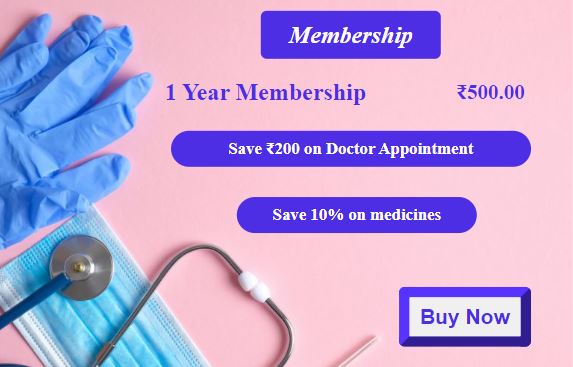 Membership
1 Year Membership ₹500.00
Save ₹200 on Doctor Appointment
Save 10% on medicines
Buy Now